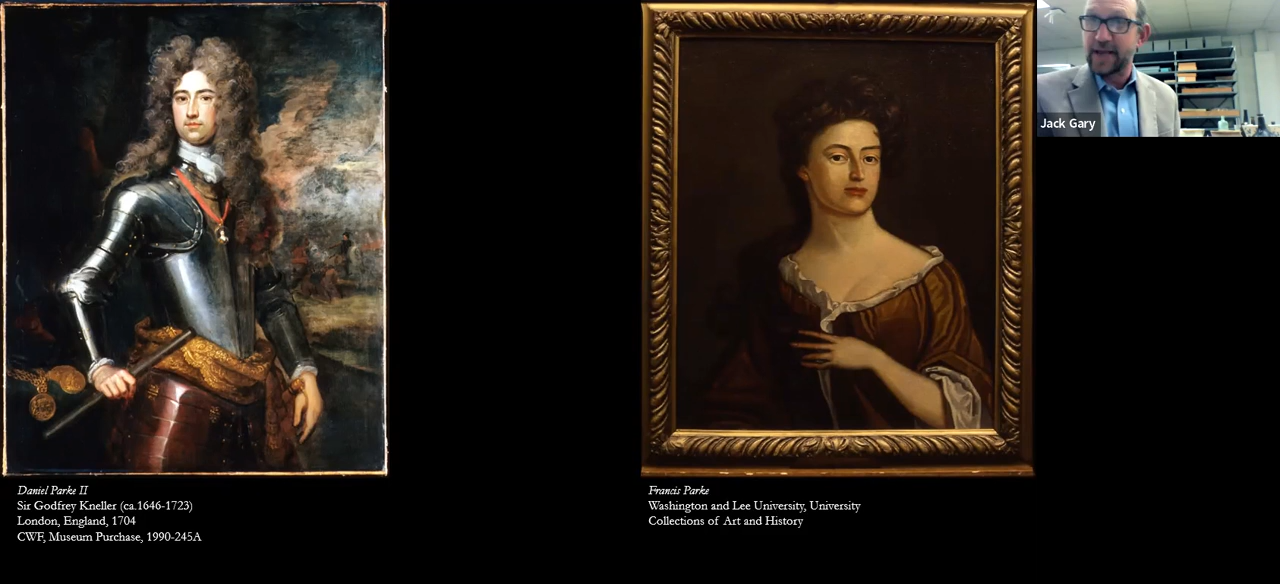 Jack Gary
Daniel Parke II
Sir Godfrey Kneller (ca.1646-1723)
London, England, 1704
CWF, Museum Purchase, 1990-245A
Francis Parke
Washington and Lee University, University
Collections of Art and History